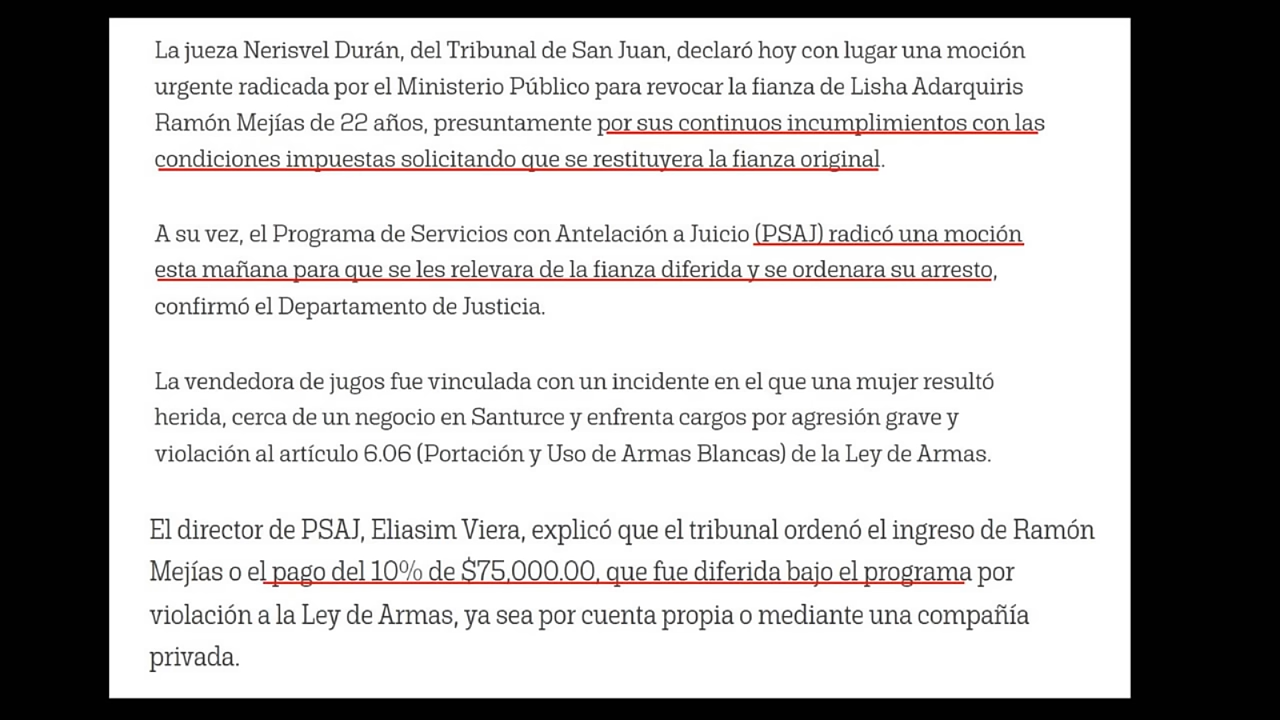 La jueza Nerisvel Durán, del Tribunal de San Juan, declaró hoy con lugar una moción
urgente radicada por el Ministerio Público para revocar la fianza de Lisha Adarquiris
Ramón Mejías de 22 años, presuntamente por sus continuos incumplimientos con las
condiciones impuestas solicitando que se restituyera la fianza original.
A su vez, el Programa de Servicios con Antelación a Juicio (PSAJ) radicó una moción
esta mañana para que se les relevara de la fianza diferida y se ordenara su arresto,
confirmó el Departamento de Justicia.
La vendedora de jugos fue vinculada con un incidente en el que una mujer resultó
herida, cerca de un negocio en Santurce y enfrenta cargos por agresión grave y
violación al artículo 6.06 (Portación y Uso de Armas Blancas) de la Ley de Armas.
El director de PSAJ, Eliasim Viera, explicó que el tribunal ordenó el ingreso de Ramón
Mejías o el pago del 10% de $75,000.00, que fue diferida bajo el programa por
violación a la Ley de Armas, ya sea por cuenta propia o mediante una compañía
privada.